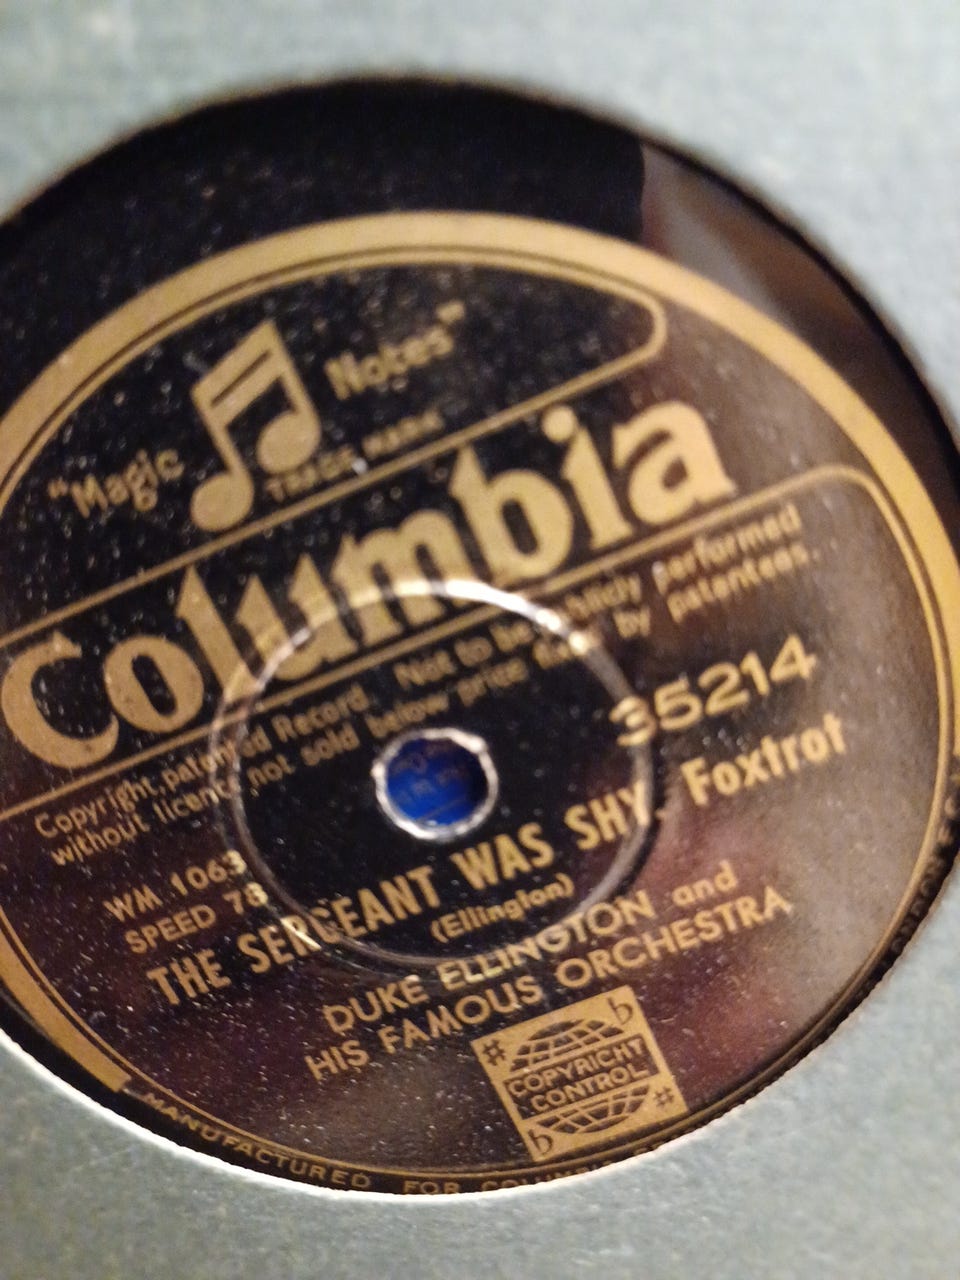 "Magic Notes"
TRADE MARK
Columbia
Copyright, patented Record. Not to be publicly performed
without licence, not sold below price fixed by patentees.
35214
WM 1063
SPEED 78
THE SERGEANT WAS SHY. Foxtrot
(Ellington)
DUKE ELLINGTON and
HIS FAMOUS ORCHESTRA
COPYRIGHT
CONTROL
MANUFACTURED FOR COLUMBIA